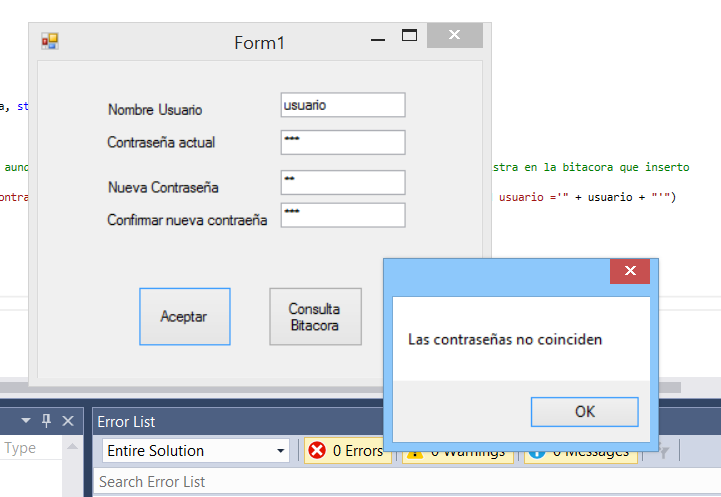 Form1
a, st
Nombre Usuario
usuario
Contraseña actual
***
aund
stra en la bitacora que inserto
Nueva Contraseña
**
ontra
usuario ='" + usuario + "'")
Confirmar nueva contraeña
***
Aceptar
Consulta
Bitacora
Las contraseñas no coinciden
OK
Error List
Type
Entire Solution
0 Errors
0 Warnings
0 Messages
Search Error List